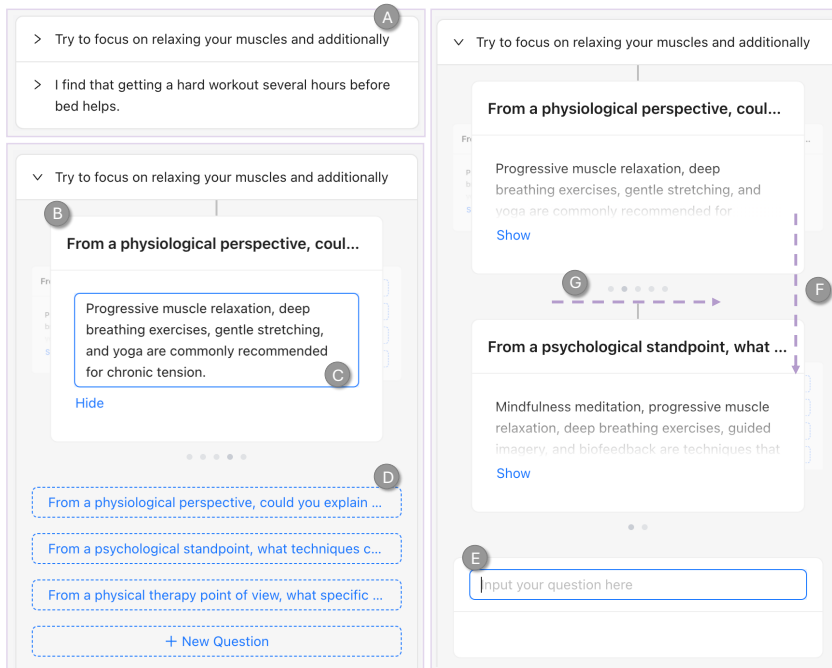 A
Try to focus on relaxing your muscles and additionally
I find that getting a hard workout several hours before
bed helps.
Try to focus on relaxing your muscles and additionally
B
From a physiological perspective, coul...
Progressive muscle relaxation, deep
breathing exercises, gentle stretching,
and yoga are commonly recommended
for chronic tension.
C
Hide
D
From a physiological perspective, could you explain ...
From a psychological standpoint, what techniques c...
From a physical therapy point of view, what specific ...
+ New Question
Try to focus on relaxing your muscles and additionally
From a physiological perspective, coul...
Progressive muscle relaxation, deep
breathing exercises, gentle stretching, and
yoga are commonly recommended for
Show
G
F
From a psychological standpoint, what ...
Mindfulness meditation, progressive muscle
relaxation, deep breathing exercises, guided
imagery, and biofeedback are techniques that
Show
E
Input your question here